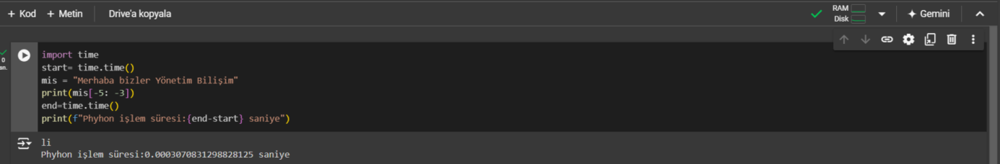 + Kod + Metin Drive'a kopyala RAM Disk Gemini
0 sn.
import time
start= time.time()
mis = "Merhaba bizler Yönetim Bilişim"
print(mis[-5: -3])
end=time.time()
print(f"Phyhon işlem süresi:{end-start} saniye")
li
Phyhon işlem süresi:0.0003070831298828125 saniye